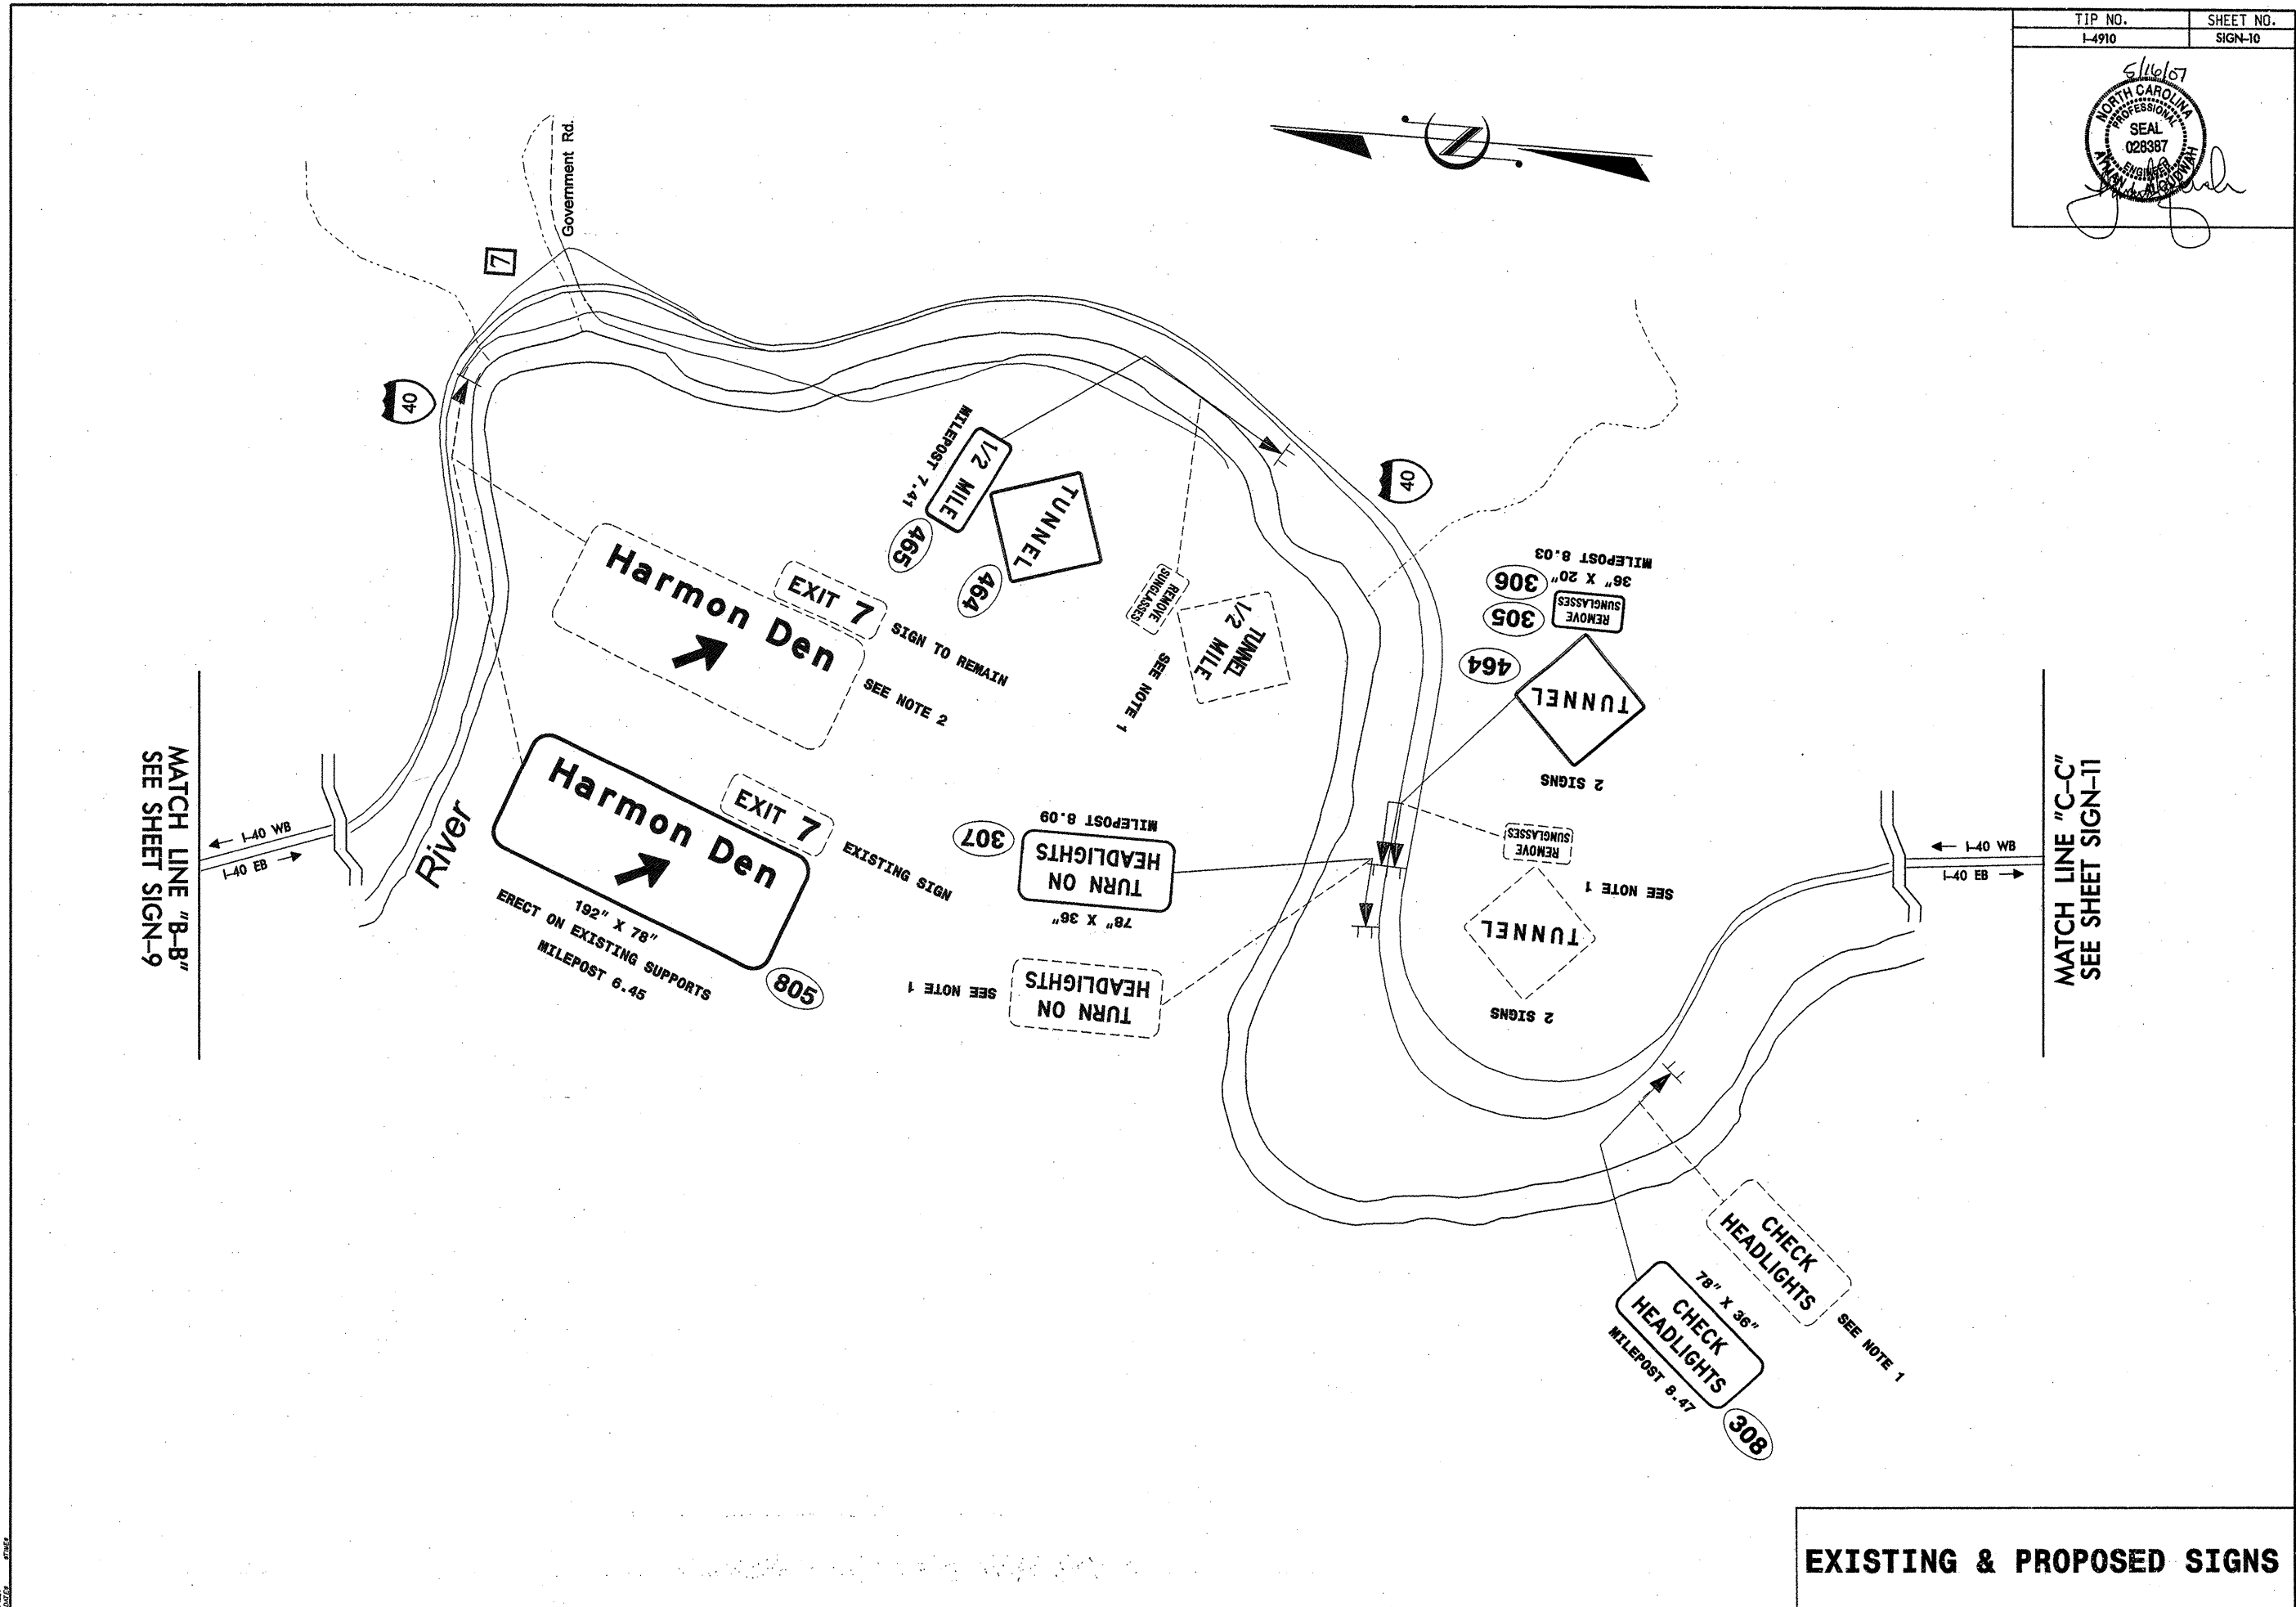 TIP NO.
SHEET NO.
I-4910
SIGN-10
5/16/07
NORTH CAROLINA
PROFESSIONAL
SEAL
028387
ENGINEER
Government Rd.
7
40
MILEPOST 7.41
1/2 MILE
465
TUNNEL
464
Harmon Den
EXIT 7
SIGN TO REMAIN
SEE NOTE 2
REMOVE
SUNGLASSES
TUNNEL
1/2 MILE
SEE NOTE 1
40
MILEPOST 8.03
36" X 20"
306
REMOVE
SUNGLASSES
305
464
TUNNEL
2 SIGNS
MATCH LINE "B-B"
SEE SHEET SIGN-9
I-40 WB
I-40 EB
River
Harmon Den
EXIT 7
EXISTING SIGN
192" X 78"
ERECT ON EXISTING SUPPORTS
MILEPOST 6.45
805
MILEPOST 8.09
307
TURN ON
HEADLIGHTS
78" X 36"
TURN ON
HEADLIGHTS
SEE NOTE 1
REMOVE
SUNGLASSES
SEE NOTE 1
TUNNEL
2 SIGNS
I-40 WB
I-40 EB
MATCH LINE "C-C"
SEE SHEET SIGN-11
CHECK
HEADLIGHTS
SEE NOTE 1
78" X 36"
CHECK
HEADLIGHTS
MILEPOST 8.47
308
EXISTING & PROPOSED SIGNS